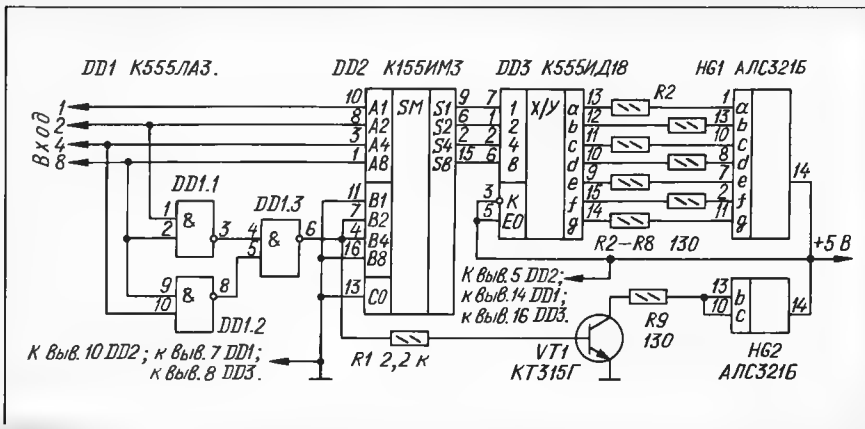 DD1 К555ЛА3. DD2 К155ИМ3 DD3 К555ИД18 HG1 АЛС321Б
Вход
1 10 A1 SM S1 9 7 1 X/Y a 13 R2 1 a
2 8 A2 S2 6 1 2 b 12 13 b
4 3 A4 S4 2 2 4 c 11 10 c
8 1 A8 S8 15 6 8 d 10 8 d
e 9 7 e
f 15 2 f
g 14 11 g
14
DD1.1 DD1.3
1 & 3
2
4 & 6
5
9 & 8
10
DD1.2
11 B1
7 B2
4 B4
16 B8
13 C0
3 K
5 E0
R2–R8 130
+5 В
К выв. 5 DD2;
к выв. 14 DD1;
к выв. 16 DD3.
13 b
10 c
14
К выв. 10 DD2; к выв. 7 DD1;
к выв. 8 DD3.
R1 2,2 к
VT1
КТ315Г
R9
130
HG2
АЛС321Б